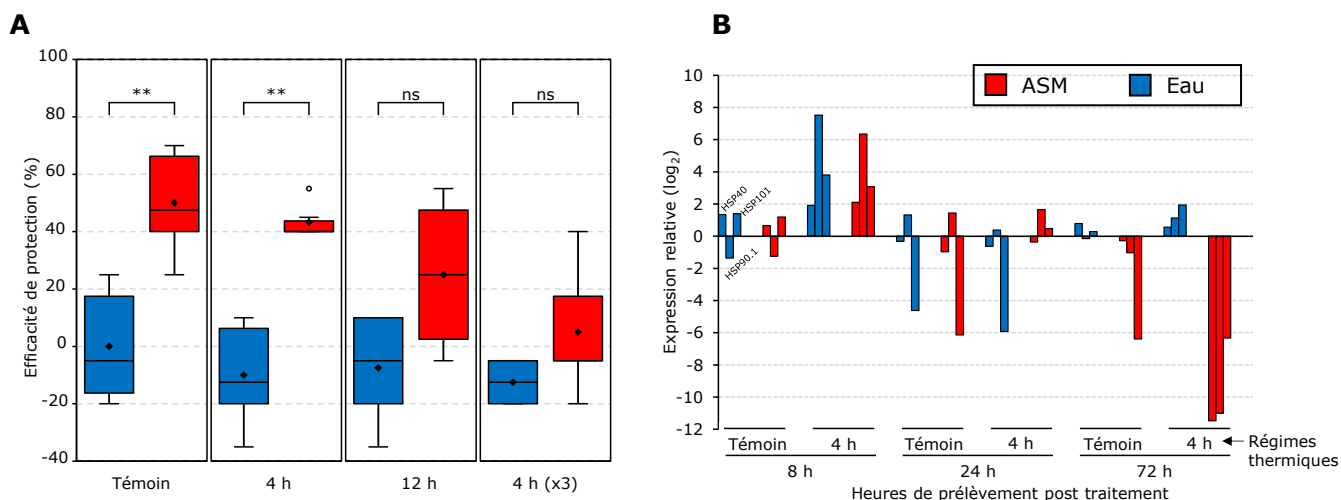 A
Efficacité de protection (%)
100
80
60
40
20
0
-20
-40
**
**
ns
ns
Témoin
4 h
12 h
4 h (x3)
B
ASM
Eau
Expression relative (log2)
10
8
6
4
2
0
-2
-4
-6
-8
-10
-12
HSP40
HSP101
HSP90.1
Témoin
4 h
Témoin
4 h
Témoin
4 h
Régimes
thermiques
8 h
24 h
72 h
Heures de prélèvement post traitement